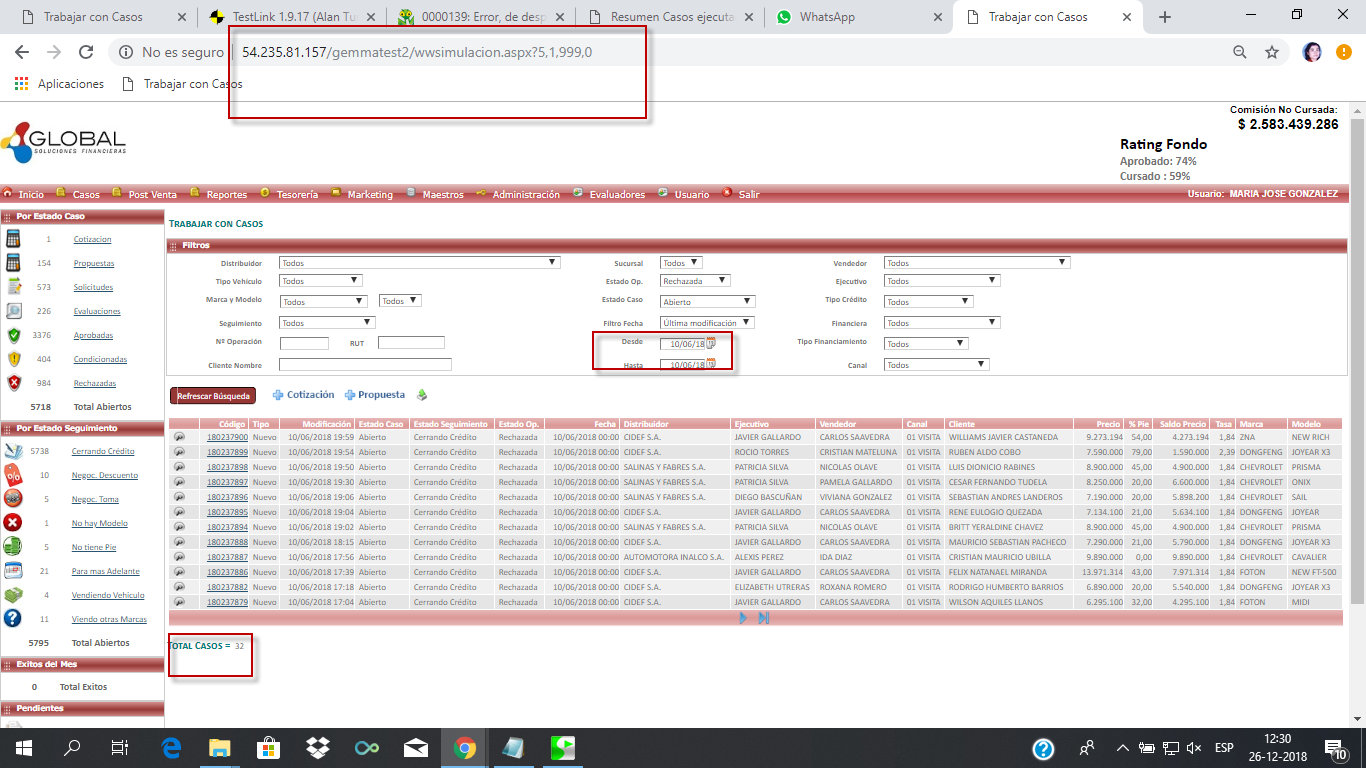 Trabajar con Casos
TestLink 1.9.17 (Alan Tu
0000139: Error, de desp
Resumen Casos ejecuta
WhatsApp
Trabajar con Casos
No es seguro
54.235.81.157/gemmatest2/wwsimulacion.aspx?5,1,999,0
Aplicaciones
Trabajar con Casos
Comisión No Cursada:
$ 2.583.439.286
GLOBAL
SOLUCIONES FINANCIERAS
Rating Fondo
Aprobado: 74%
Cursado : 59%
Inicio Casos Post Venta Reportes Tesorería Marketing Maestros Administración Evaluadores Usuario Salir
Usuario: MARIA JOSE GONZALEZ
Por Estado Caso
1 Cotizacion
154 Propuestas
573 Solicitudes
226 Evaluaciones
3376 Aprobadas
404 Condicionadas
984 Rechazadas
5718 Total Abiertos
Por Estado Seguimiento
5738 Cerrando Crédito
10 Negoc. Descuento
5 Negoc. Toma
1 No hay Modelo
5 No tiene Pie
21 Para mas Adelante
4 Vendiendo Vehículo
11 Viendo otras Marcas
5795 Total Abiertos
Exitos del Mes
0 Total Exitos
Pendientes
TRABAJAR CON CASOS
Filtros
Distribuidor Todos Sucursal Todos Vendedor Todos
Tipo Vehículo Todos Estado Op. Rechazada Ejecutivo Todos
Marca y Modelo Todos Todos Estado Caso Abierto Tipo Crédito Todos
Seguimiento Todos Filtro Fecha Última modificación Financiera Todos
Nº Operación RUT Desde 10/06/18 Tipo Financiamiento Todos
Cliente Nombre Hasta 10/06/18 Canal Todos
Refrescar Búsqueda Cotización Propuesta
Código Tipo Modificación Estado Caso Estado Seguimiento Estado Op. Fecha Distribuidor Ejecutivo Vendedor Canal Cliente Precio % Pie Saldo Precio Tasa Marca Modelo
180237900 Nuevo 10/06/2018 19:59 Abierto Cerrando Crédito Rechazada 10/06/2018 00:00 CIDEF S.A. JAVIER GALLARDO CARLOS SAAVEDRA 01 VISITA WILLIAMS JAVIER CASTANEDA 9.273.194 54,00 4.273.194 1,84 ZNA NEW RICH
180237899 Nuevo 10/06/2018 19:54 Abierto Cerrando Crédito Rechazada 10/06/2018 00:00 CIDEF S.A. ROCIO TORRES CRISTIAN MATELUNA 01 VISITA RUBEN ALDO COBO 7.590.000 79,00 1.590.000 2,39 DONGFENG JOYEAR X3
180237898 Nuevo 10/06/2018 19:50 Abierto Cerrando Crédito Rechazada 10/06/2018 00:00 SALINAS Y FABRES S.A. PATRICIA SILVA NICOLAS OLAVE 01 VISITA LUIS DIONICIO RABINES 8.900.000 45,00 4.900.000 1,84 CHEVROLET PRISMA
180237897 Nuevo 10/06/2018 19:30 Abierto Cerrando Crédito Rechazada 10/06/2018 00:00 SALINAS Y FABRES S.A. PATRICIA SILVA PAMELA GALLARDO 01 VISITA CESAR FERNANDO TUDELA 8.250.000 20,00 6.600.000 1,84 CHEVROLET ONIX
180237896 Nuevo 10/06/2018 19:06 Abierto Cerrando Crédito Rechazada 10/06/2018 00:00 SALINAS Y FABRES S.A. DIEGO BASCUÑAN VIVIANA GONZALEZ 01 VISITA SEBASTIAN ANDRES LANDEROS 7.190.000 20,00 5.898.200 1,84 CHEVROLET SAIL
180237895 Nuevo 10/06/2018 19:04 Abierto Cerrando Crédito Rechazada 10/06/2018 00:00 CIDEF S.A. JAVIER GALLARDO CARLOS SAAVEDRA 01 VISITA RENE EULOGIO QUEZADA 7.134.100 21,00 5.634.100 1,84 DONGFENG JOYEAR
180237894 Nuevo 10/06/2018 19:02 Abierto Cerrando Crédito Rechazada 10/06/2018 00:00 SALINAS Y FABRES S.A. PATRICIA SILVA NICOLAS OLAVE 01 VISITA BRITT YERALDINE CHAVEZ 8.900.000 45,00 4.900.000 1,84 CHEVROLET PRISMA
180237888 Nuevo 10/06/2018 18:15 Abierto Cerrando Crédito Rechazada 10/06/2018 00:00 CIDEF S.A. JAVIER GALLARDO CARLOS SAAVEDRA 01 VISITA MAURICIO SEBASTIAN PACHECO 7.290.000 21,00 5.790.000 1,84 DONGFENG JOYEAR X3
180237887 Nuevo 10/06/2018 17:56 Abierto Cerrando Crédito Rechazada 10/06/2018 00:00 AUTOMOTORA INALCO S.A. ALEXIS PEREZ IDA DIAZ 01 VISITA CRISTIAN MAURICIO UBILLA 9.890.000 0,00 9.890.000 1,84 CHEVROLET CAVALIER
180237886 Nuevo 10/06/2018 17:39 Abierto Cerrando Crédito Rechazada 10/06/2018 00:00 CIDEF S.A. JAVIER GALLARDO CARLOS SAAVEDRA 01 VISITA FELIX NATANAEL MIRANDA 13.971.314 43,00 7.971.314 1,84 FOTON NEW FT-500
180237882 Nuevo 10/06/2018 17:18 Abierto Cerrando Crédito Rechazada 10/06/2018 00:00 CIDEF S.A. ELIZABETH UTRERAS ROXANA ROMERO 01 VISITA RODRIGO HUMBERTO BARRIOS 6.890.000 20,00 5.540.000 1,84 DONGFENG JOYEAR X3
180237879 Nuevo 10/06/2018 17:04 Abierto Cerrando Crédito Rechazada 10/06/2018 00:00 CIDEF S.A. JAVIER GALLARDO CARLOS SAAVEDRA 01 VISITA WILSON AQUILES LLANOS 6.295.100 32,00 4.295.100 1,84 FOTON MIDI
TOTAL CASOS = 32
ESP
12:30
26-12-2018
10